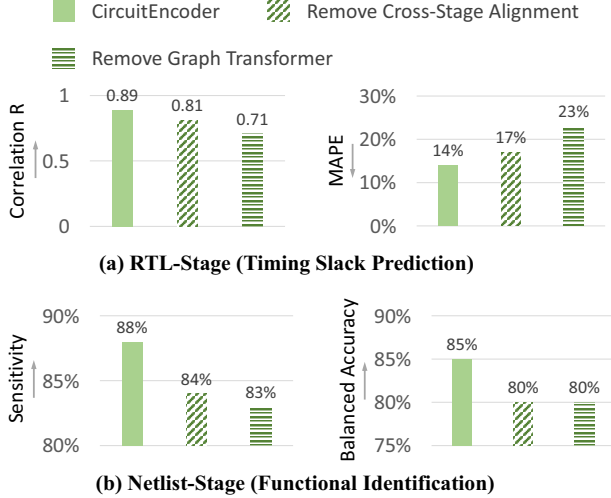 CircuitEncoder
Remove Cross-Stage Alignment
Remove Graph Transformer
Correlation R
1
0.5
0
0.89
0.81
0.71
MAPE
30%
20%
10%
0%
14%
17%
23%
(a) RTL-Stage (Timing Slack Prediction)
Sensitivity
90%
85%
80%
88%
84%
83%
Balanced Accuracy
90%
85%
80%
75%
85%
80%
80%
(b) Netlist-Stage (Functional Identification)